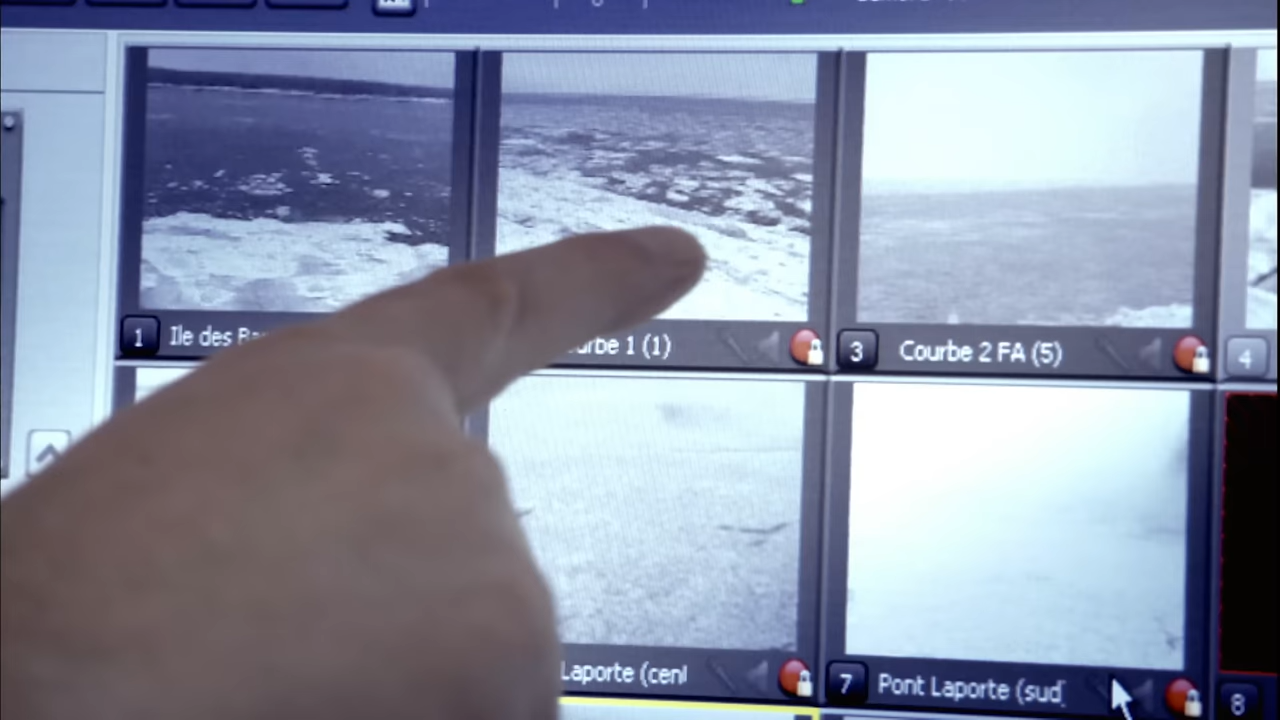 1 Ile des
urbe 1 (1)
3 Courbe 2 FA (5)
4
Laporte (cen
7 Pont Laporte (sud
8